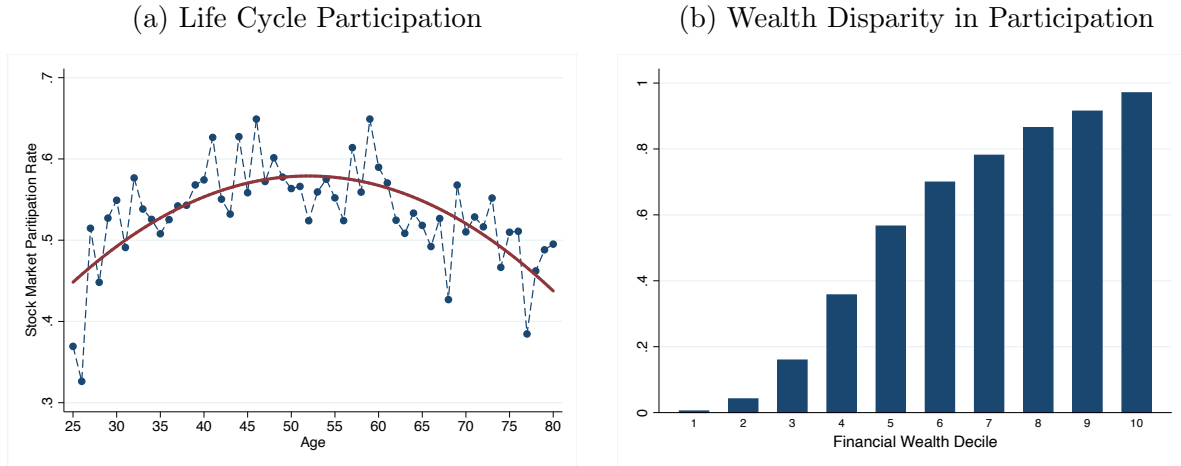 (a) Life Cycle Participation
.7
.6
.5
.4
.3
Stock Market Paritipation Rate
25 30 35 40 45 50 55 60 65 70 75 80
Age
(b) Wealth Disparity in Participation
1
.8
.6
.4
.2
0
1 2 3 4 5 6 7 8 9 10
Financial Wealth Decile